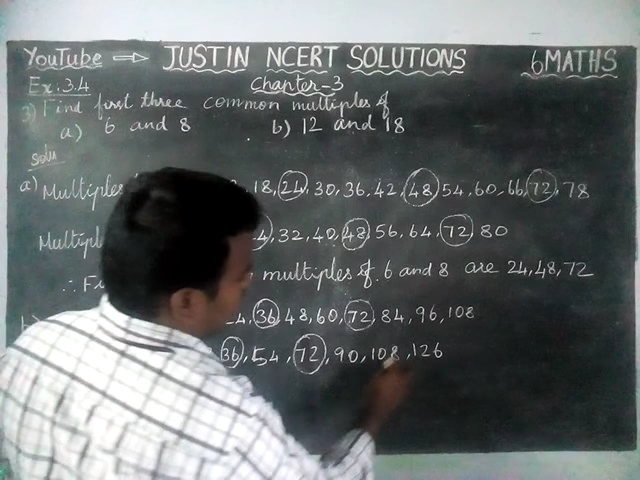 YouTube → JUSTIN NCERT SOLUTIONS 6 MATHS
Ex.3.4 Chapter-3
3) Find first three common multiples of
a) 6 and 8 b) 12 and 18
Solu
a) Multiples 18, 24, 30, 36, 42, 48, 54, 60, 66, 72, 78
32, 40, 48, 56, 64, 72, 80
∴ multiples of 6 and 8 are 24, 48, 72
36, 48, 60, 72, 84, 96, 108
36, 54, 72, 90, 108, 126